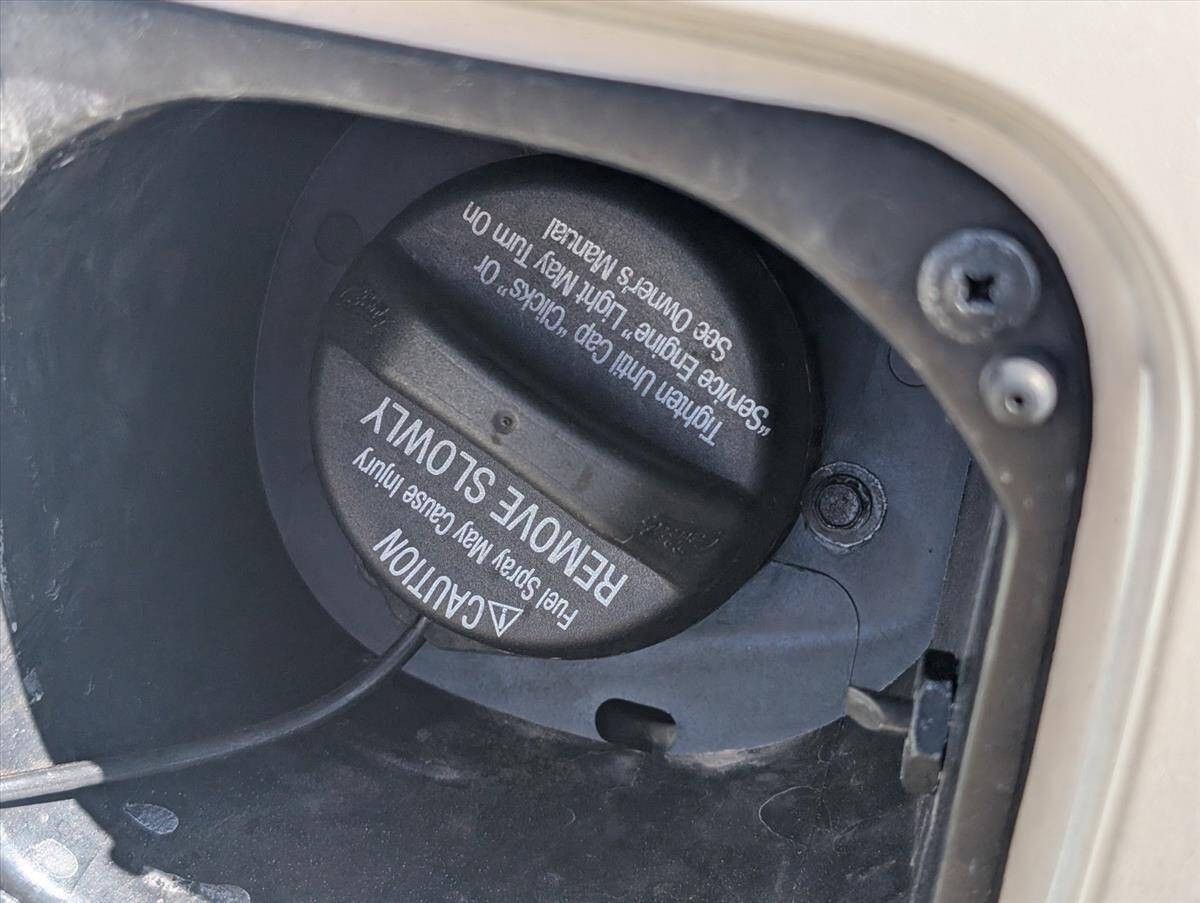 ⚠CAUTION
Fuel Spray May Cause Injury
REMOVE SLOWLY
Tighten Until Cap "Clicks" Or
"Service Engine" Light May Turn On
See Owner's Manual